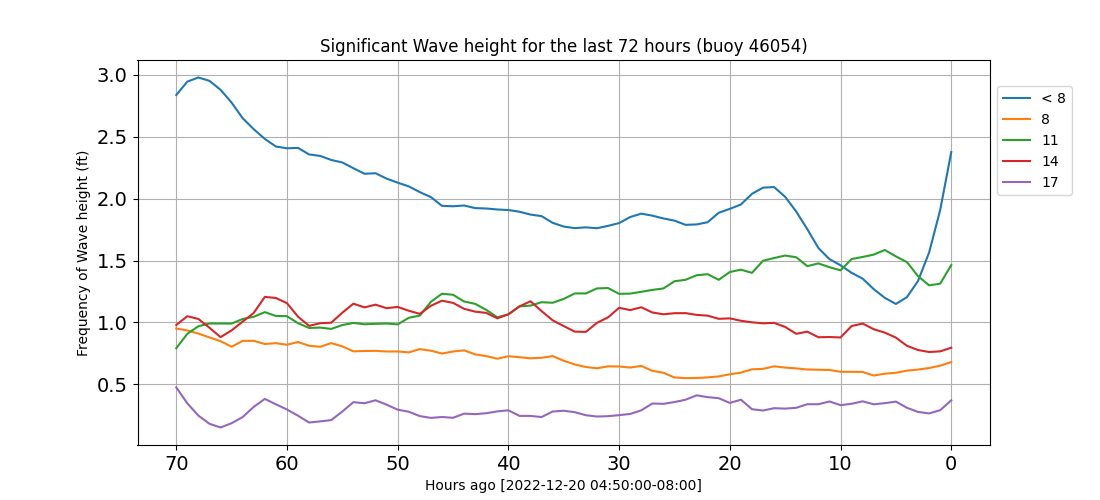 Significant Wave height for the last 72 hours (buoy 46054)
Frequency of Wave height (ft)
3.0
2.5
2.0
1.5
1.0
0.5
70 60 50 40 30 20 10 0
Hours ago [2022-12-20 04:50:00-08:00]
< 8
8
11
14
17